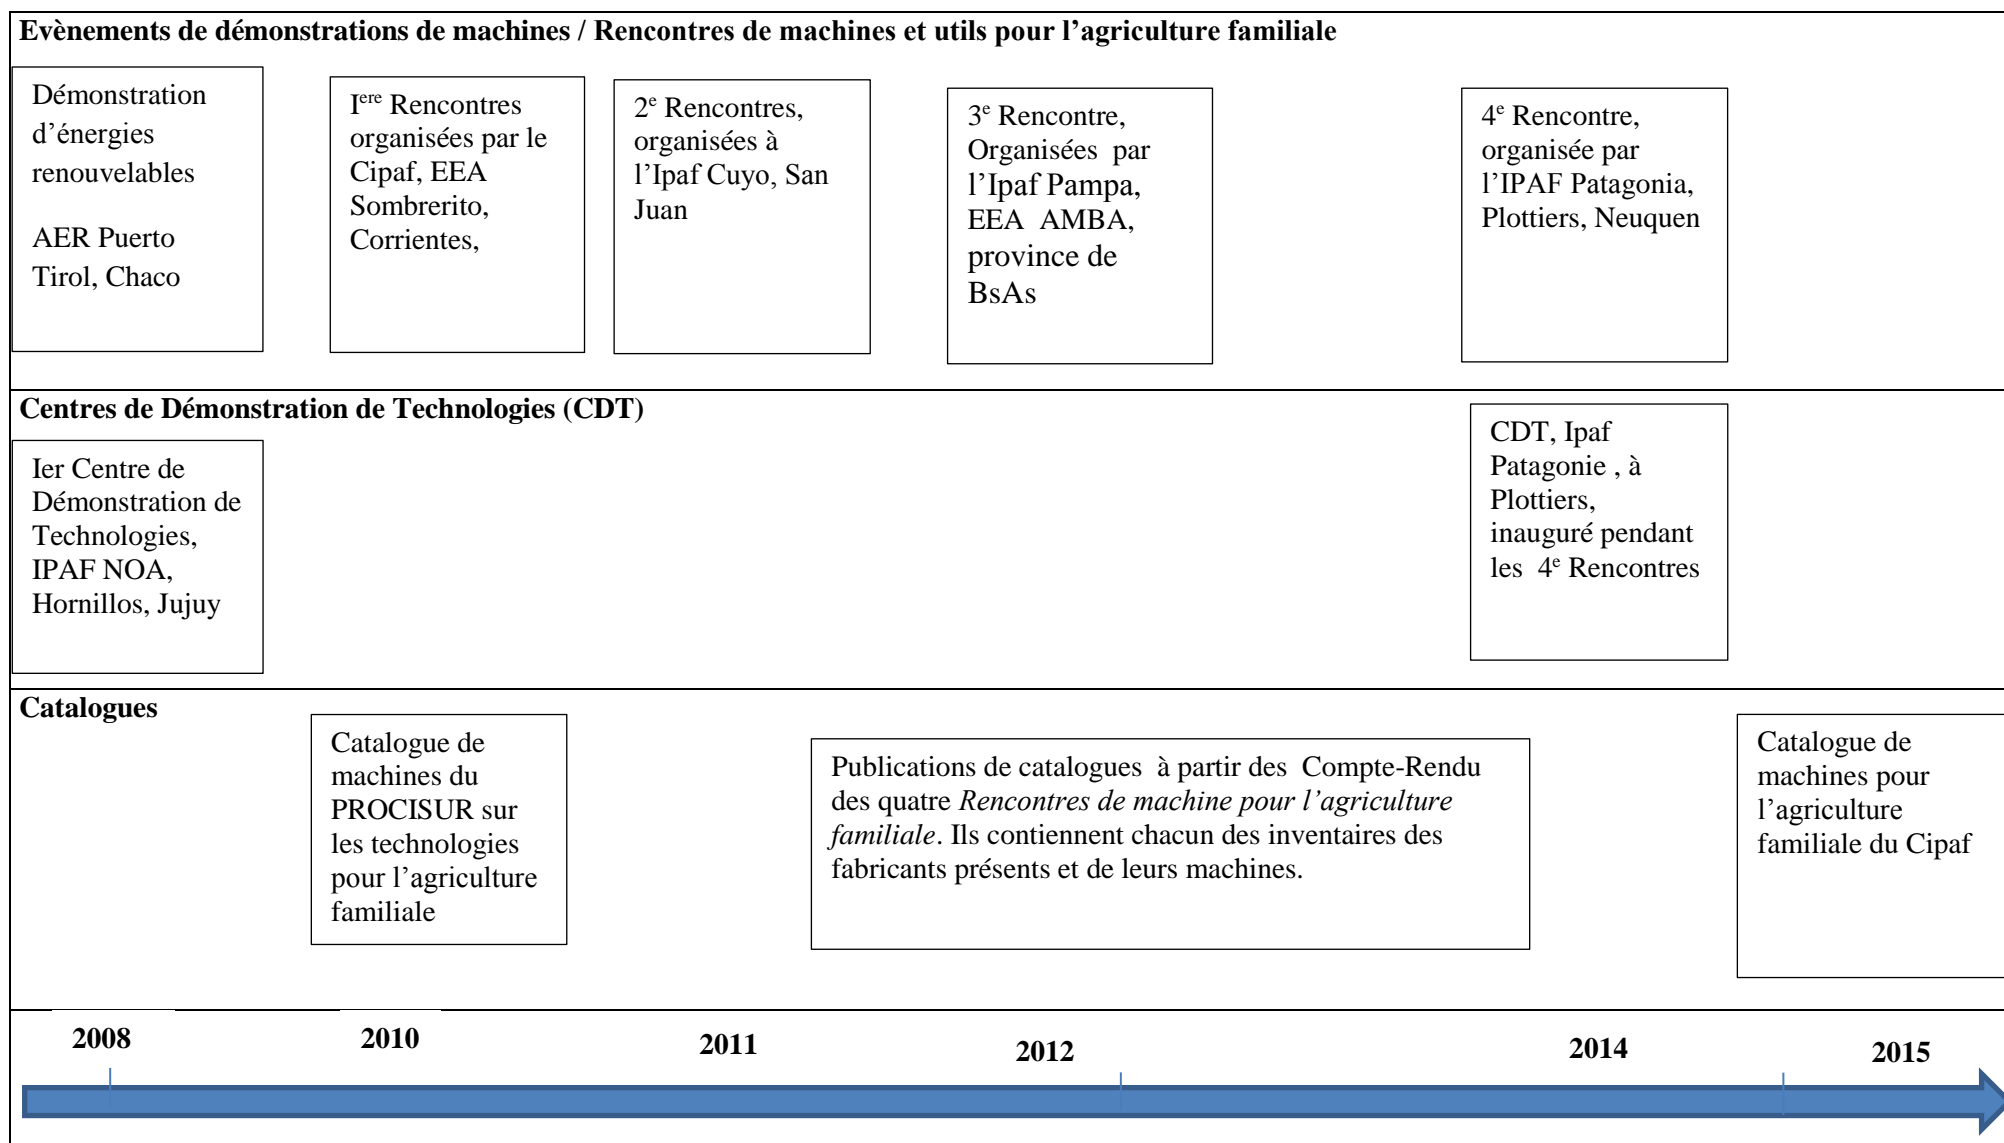 Evènements de démonstrations de machines / Rencontres de machines et utils pour l’agriculture familiale
Démonstration
d’énergies
renouvelables
AER Puerto
Tirol, Chaco
Iere Rencontres
organisées par le
Cipaf, EEA
Sombrerito,
Corrientes,
2e Rencontres,
organisées à
l’Ipaf Cuyo, San
Juan
3e Rencontre,
Organisées par
l’Ipaf Pampa,
EEA AMBA,
province de
BsAs
4e Rencontre,
organisée par
l’IPAF Patagonia,
Plottiers, Neuquen
Centres de Démonstration de Technologies (CDT)
Ier Centre de
Démonstration de
Technologies,
IPAF NOA,
Hornillos, Jujuy
CDT, Ipaf
Patagonie , à
Plottiers,
inauguré pendant
les 4e Rencontres
Catalogues
Catalogue de
machines du
PROCISUR sur
les technologies
pour l’agriculture
familiale
Publications de catalogues à partir des Compte-Rendu
des quatre Rencontres de machine pour l’agriculture
familiale. Ils contiennent chacun des inventaires des
fabricants présents et de leurs machines.
Catalogue de
machines pour
l’agriculture
familiale du Cipaf
2008
2010
2011
2012
2014
2015